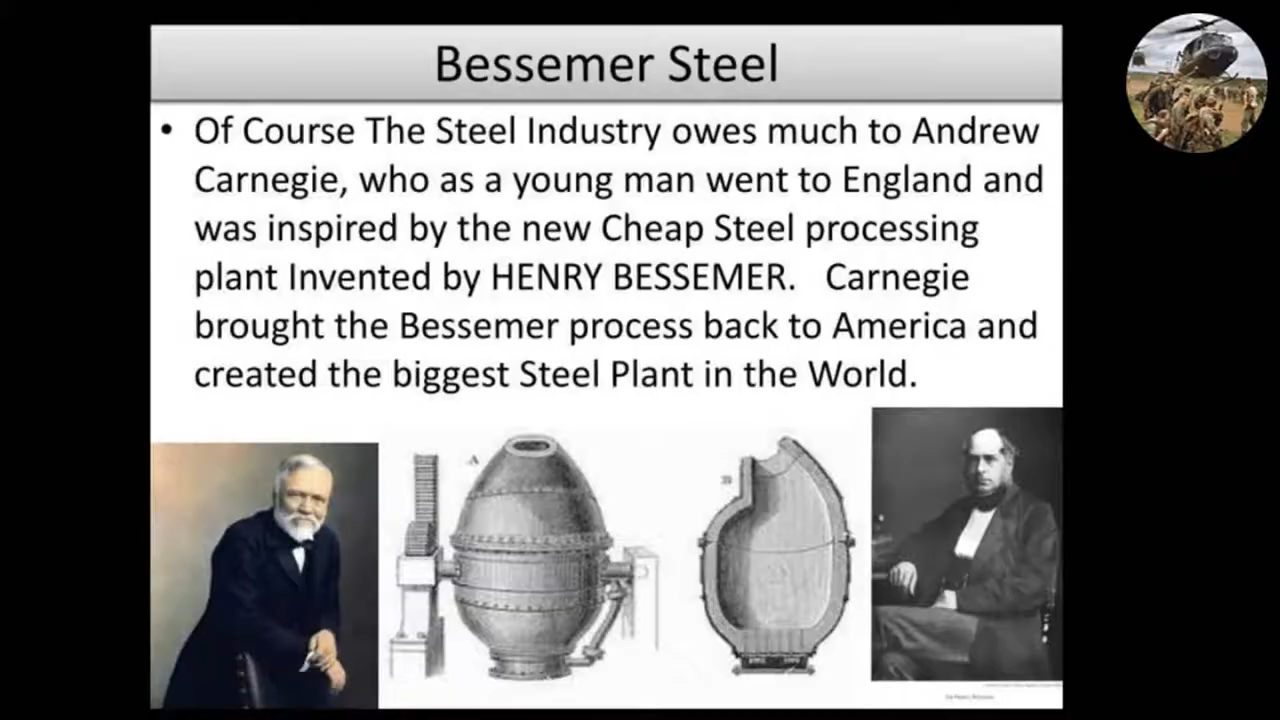 Bessemer Steel
• Of Course The Steel Industry owes much to Andrew
Carnegie, who as a young man went to England and
was inspired by the new Cheap Steel processing
plant Invented by HENRY BESSEMER. Carnegie
brought the Bessemer process back to America and
created the biggest Steel Plant in the World.
A
B